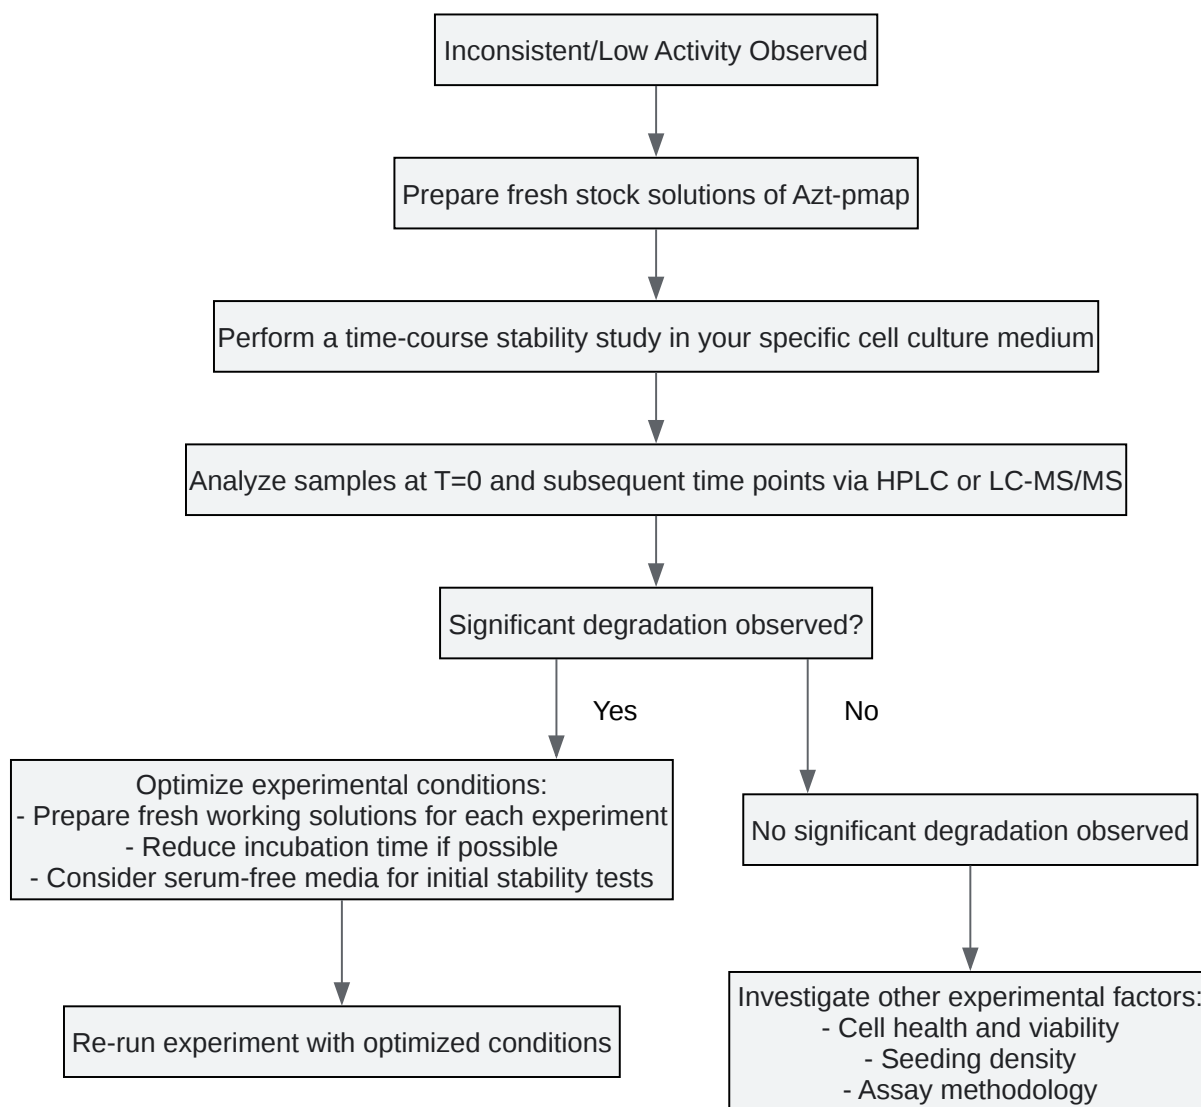 Inconsistent/Low Activity Observed
Prepare fresh stock solutions of Azt-pmap
Perform a time-course stability study in your specific cell culture medium
Analyze samples at T=0 and subsequent time points via HPLC or LC-MS/MS
Significant degradation observed?
Yes
No
Optimize experimental conditions:
- Prepare fresh working solutions for each experiment
- Reduce incubation time if possible
- Consider serum-free media for initial stability tests
No significant degradation observed
Re-run experiment with optimized conditions
Investigate other experimental factors:
- Cell health and viability
- Seeding density
- Assay methodology